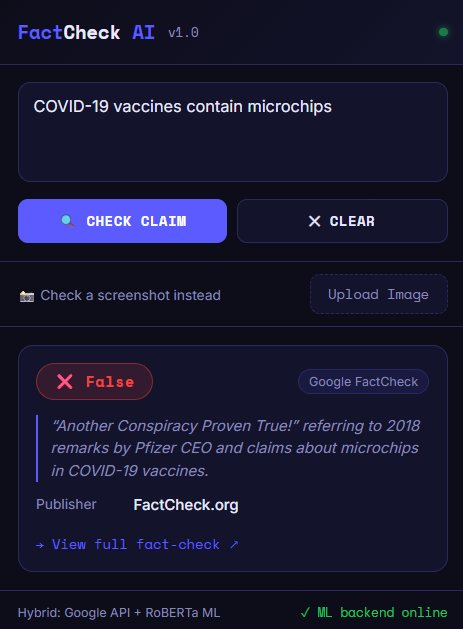 FactCheck AI v1.0
COVID-19 vaccines contain microchips
🔍 CHECK CLAIM
✕ CLEAR
📸 Check a screenshot instead
Upload Image
❌ False
Google FactCheck
“Another Conspiracy Proven True!” referring to 2018
remarks by Pfizer CEO and claims about microchips
in COVID-19 vaccines.
Publisher FactCheck.org
→ View full fact-check ↗
Hybrid: Google API + RoBERTa ML
✓ ML backend online